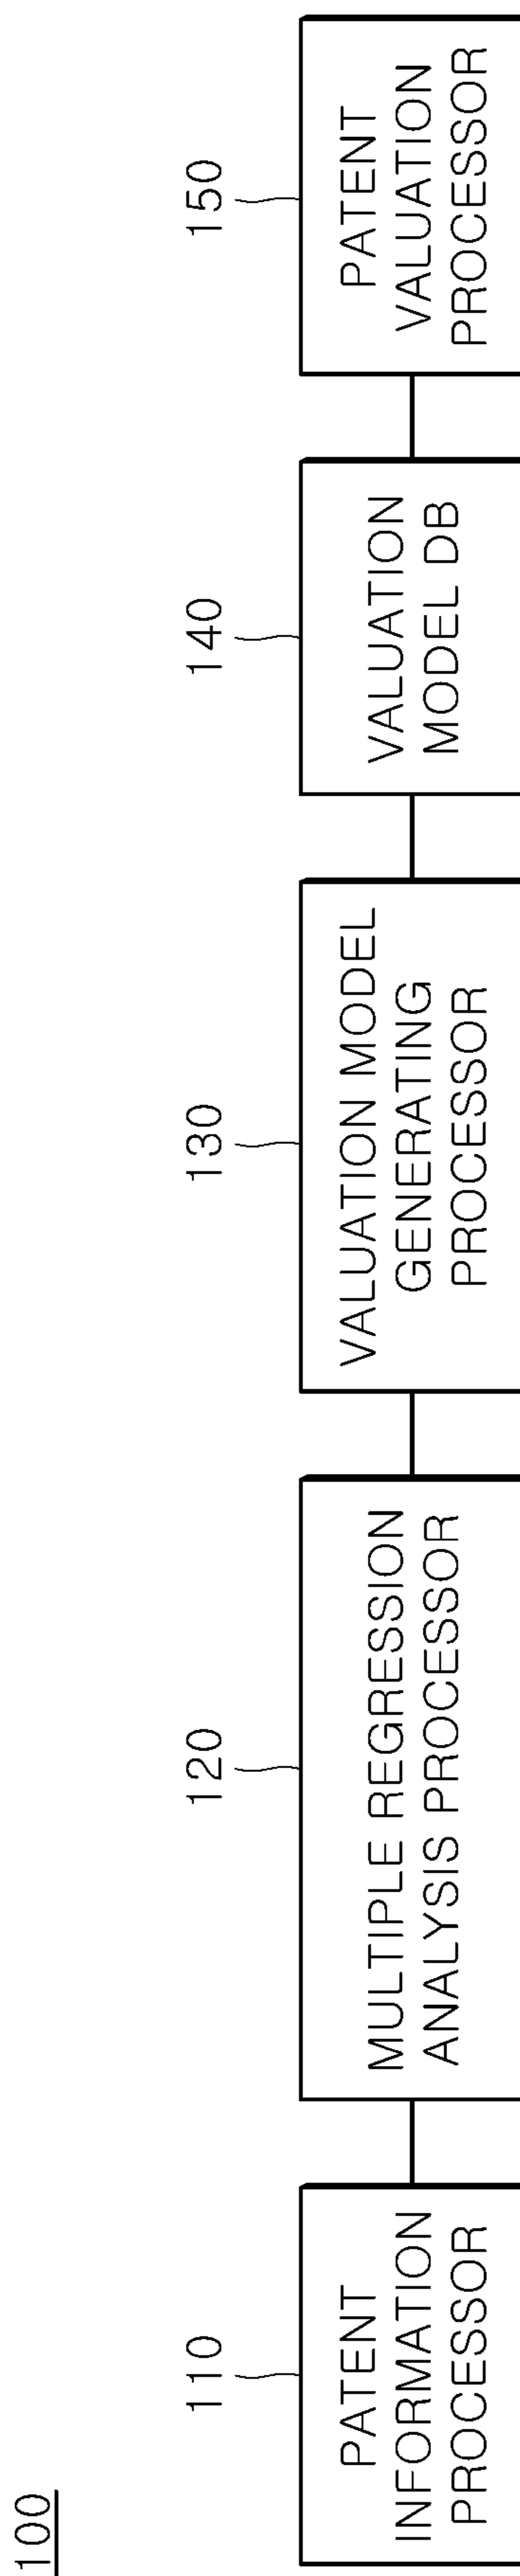 100
110
PATENT
INFORMATION
PROCESSOR
120
MULTIPLE REGRESSION
ANALYSIS PROCESSOR
130
VALUATION MODEL
GENERATING
PROCESSOR
140
VALUATION
MODEL DB
150
PATENT
VALUATION
PROCESSOR